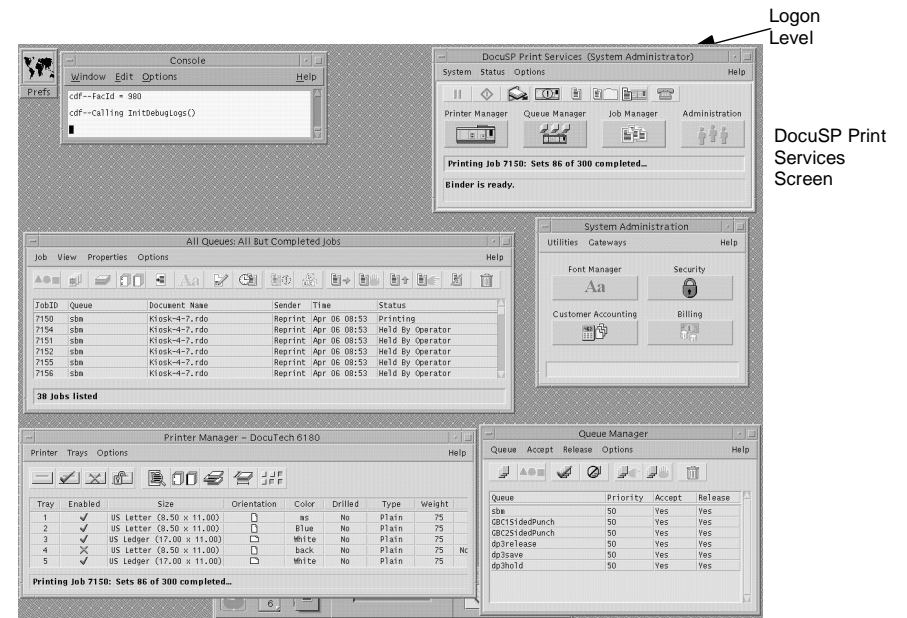 Logon
Level
DocuSP Print
Services
Screen
Prefs
Console
Window Edit Options Help
cdf--FacId = 980
cdf--Calling InitDebugLogs()
DocuSP Print Services (System Administrator)
System Status Options Help
Printer Manager Queue Manager Job Manager Administration
Printing Job 7150: Sets 86 of 300 completed...
Binder is ready.
All Queues: All But Completed Jobs
Job View Properties Options Help
Aa
JobID Queue Document Name Sender Time Status
7150 sbm Kiosk-4-7.rdo Reprint Apr 06 08:53 Printing
7154 sbm Kiosk-4-7.rdo Reprint Apr 06 08:53 Held By Operator
7151 sbm Kiosk-4-7.rdo Reprint Apr 06 08:53 Held By Operator
7152 sbm Kiosk-4-7.rdo Reprint Apr 06 08:53 Held By Operator
7155 sbm Kiosk-4-7.rdo Reprint Apr 06 08:53 Held By Operator
7156 sbm Kiosk-4-7.rdo Reprint Apr 06 08:53 Held By Operator
38 Jobs listed
System Administration
Utilities Gateways Help
Font Manager Security
Aa
Customer Accounting Billing
Printer Manager - DocuTech 6180
Printer Trays Options Help
Tray Enabled Size Orientation Color Drilled Type Weight
1 US Letter (8.50 x 11.00) ms No Plain 75
2 US Letter (8.50 x 11.00) Blue No Plain 75
3 US Ledger (17.00 x 11.00) White No Plain 75
4 US Letter (8.50 x 11.00) back No Plain 75 No
5 US Ledger (17.00 x 11.00) White No Plain 75
Printing Job 7150: Sets 86 of 300 completed...
Queue Manager
Queue Accept Release Options Help
Queue Priority Accept Release
sbm 50 Yes Yes
GBC1SidedPunch 50 Yes Yes
GBC2SidedPunch 50 Yes Yes
dp3release 50 Yes Yes
dp3save 50 Yes Yes
dp3hold 50 Yes Yes
6